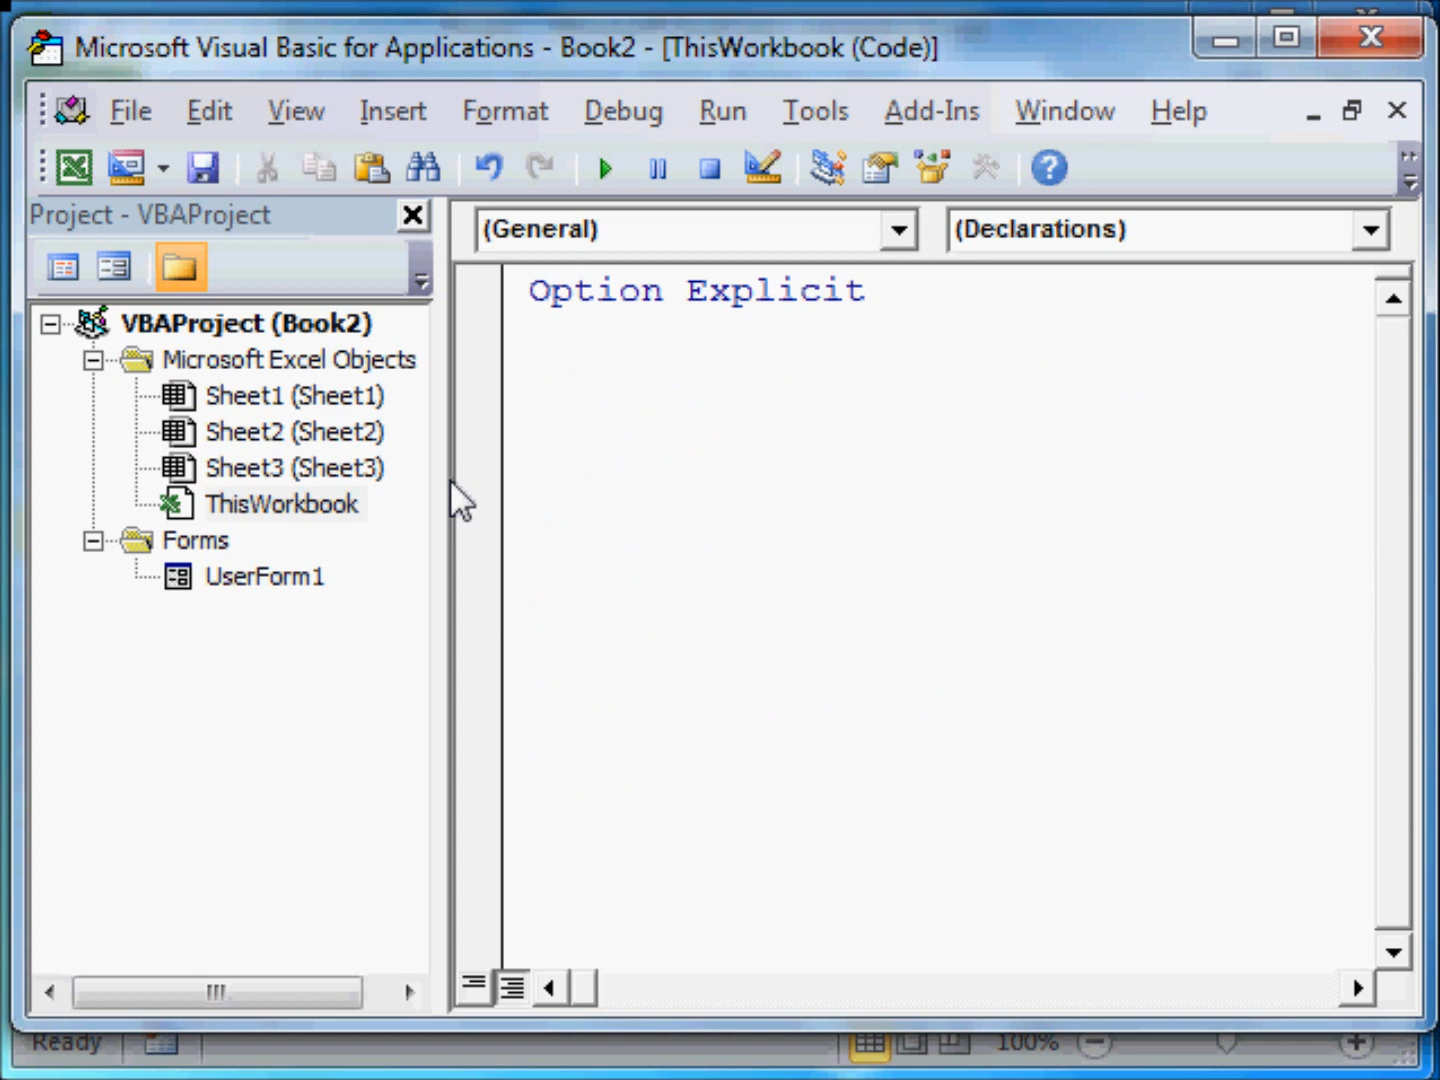 Microsoft Visual Basic for Applications - Book2 - [ThisWorkbook (Code)]
File Edit View Insert Format Debug Run Tools Add-Ins Window Help
Project - VBAProject
(General)
(Declarations)
Option Explicit
VBAProject (Book2)
Microsoft Excel Objects
Sheet1 (Sheet1)
Sheet2 (Sheet2)
Sheet3 (Sheet3)
ThisWorkbook
Forms
UserForm1
Ready
100%